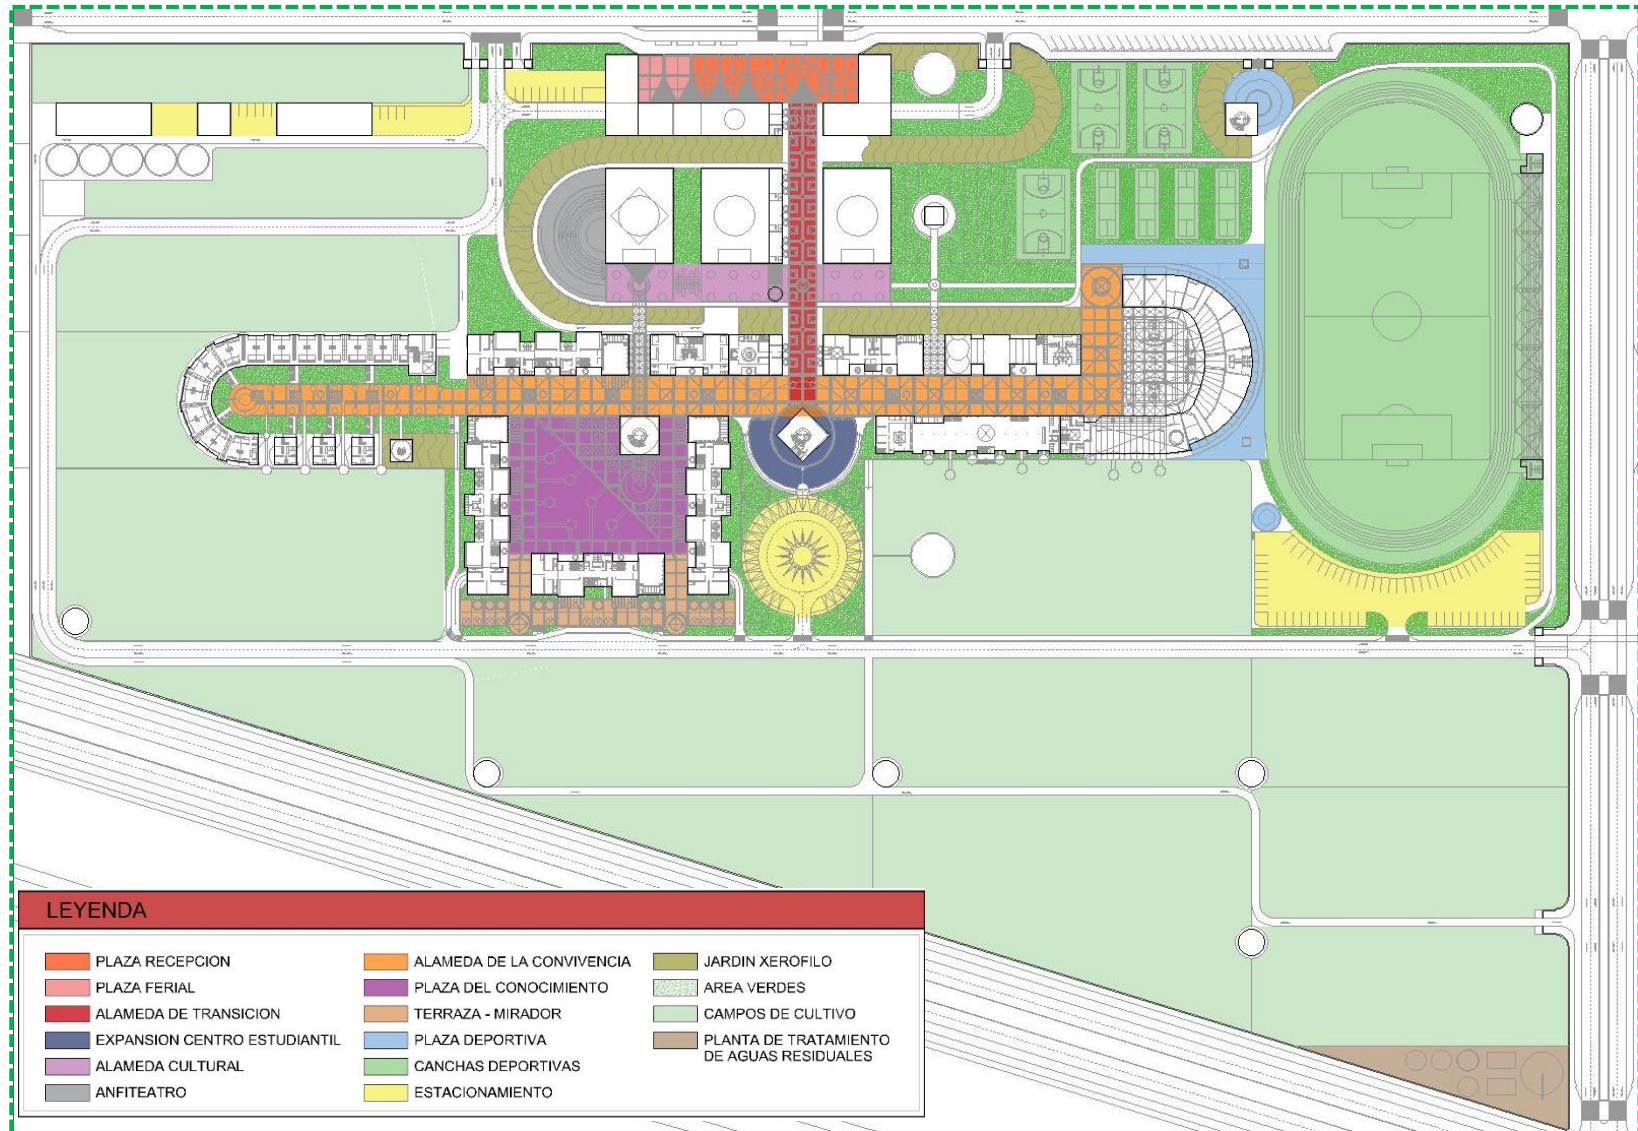 LEYENDA
PLAZA RECEPCION
PLAZA FERIAL
ALAMEDA DE TRANSICION
EXPANSION CENTRO ESTUDIANTIL
ALAMEDA CULTURAL
ANFITEATRO
ALAMEDA DE LA CONVIVENCIA
PLAZA DEL CONOCIMIENTO
TERRAZA - MIRADOR
PLAZA DEPORTIVA
CANCHAS DEPORTIVAS
ESTACIONAMIENTO
JARDIN XEROFILO
AREA VERDES
CAMPOS DE CULTIVO
PLANTA DE TRATAMIENTO
DE AGUAS RESIDUALES